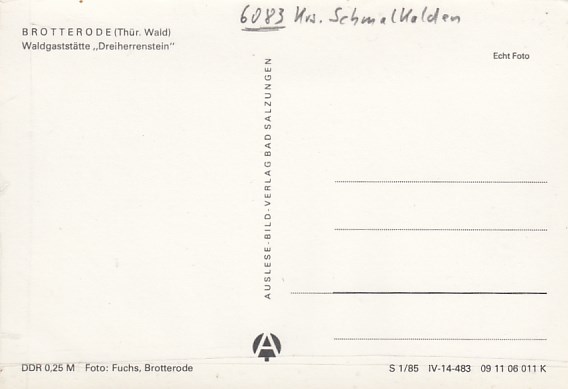 6083 Krs. Schmalkalden
BROTTERODE (Thür. Wald)
Waldgaststätte „Dreiherrenstein"
Echt Foto
AUSLESE-BILD-VERLAG BAD SALZUNGEN
DDR 0,25 M Foto: Fuchs, Brotterode
S 1/85 IV-14-483 09 11 06 011 K